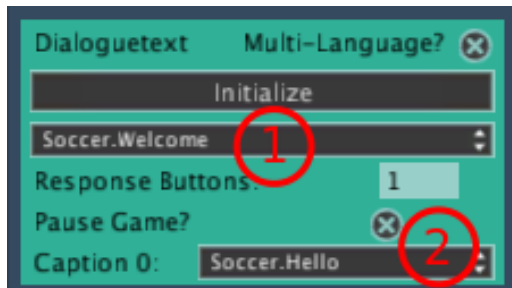 Dialoguetext Multi-Language?
Initialize
Soccer.Welcome 1
Response Buttons: 1
Pause Game?
2
Caption 0: Soccer.Hello